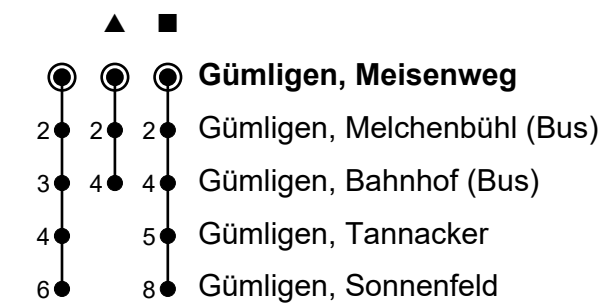 ▲ ■
Gümligen, Meisenweg
2 2 2 Gümligen, Melchenbühl (Bus)
3 4 4 Gümligen, Bahnhof (Bus)
4 5 Gümligen, Tannacker
6 8 Gümligen, Sonnenfeld